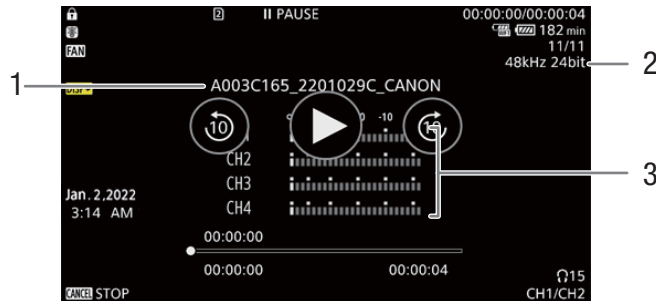 2
II PAUSE
00:00:00/00:00:04
182 min
FAN
11/11
48kHz 24bit
2
1
A003C165_2201029C_CANON
10
-10
10
CH2
3
CH3
Jan. 2,2022
3:14 AM
CH4
00:00:00
00:00:00
00:00:04
15
CANCEL STOP
CH1/CH2